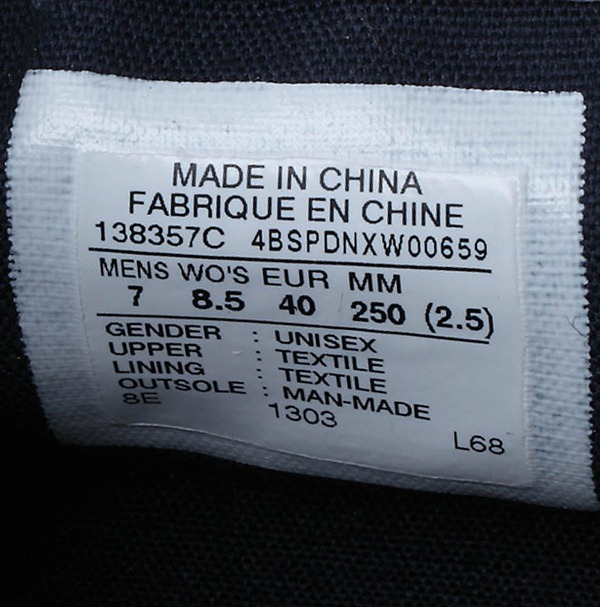 MADE IN CHINA
FABRIQUE EN CHINE
138357C 4BSPDNXW00659
MENS WO'S EUR MM
7 8.5 40 250 (2.5)
GENDER : UNISEX
UPPER : TEXTILE
LINING : TEXTILE
OUTSOLE : MAN-MADE
8E 1303 L68